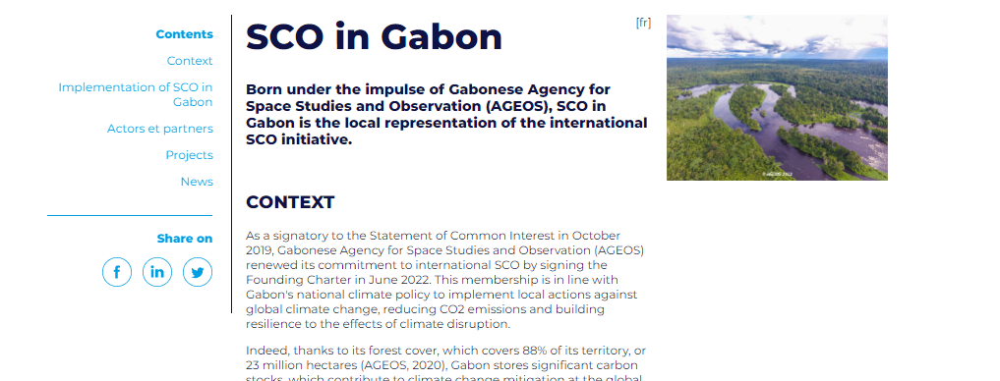 Contents
Context
Implementation of SCO in
Gabon
Actors et partners
Projects
News
Share on
SCO in Gabon
[fr]
Born under the impulse of Gabonese Agency for
Space Studies and Observation (AGEOS), SCO in
Gabon is the local representation of the international
SCO initiative.
CONTEXT
As a signatory to the Statement of Common Interest in October
2019, Gabonese Agency for Space Studies and Observation (AGEOS)
renewed its commitment to international SCO by signing the
Founding Charter in June 2022. This membership is in line with
Gabon's national climate policy to implement local actions against
global climate change, reducing CO2 emissions and building
resilience to the effects of climate disruption.
Indeed, thanks to its forest cover, which covers 88% of its territory, or
23 million hectares (AGEOS, 2020), Gabon stores significant carbon
stocks, which contribute to climate change mitigation at the global